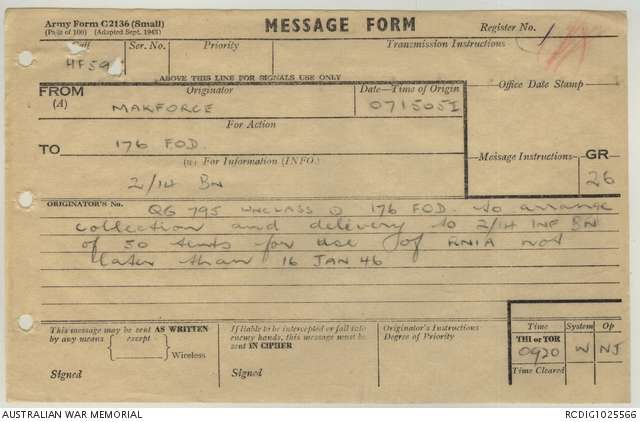 Army Form C2136 (Small)
(Pads of 100) (Adapted Sept. 1943)
MESSAGE FORM
Register No. 1
Call
Ser. No.
Priority
Transmission Instructions
HF59
ABOVE THIS LINE FOR SIGNALS USE ONLY
FROM
(A)
Originator
Date—Time of Origin
Office Date Stamp
MAKFORCE
071505I
For Action
TO
176 FOD.
(W) For Information (INFO.)
Message Instructions
GR
26
2/14 BN
ORIGINATOR'S No.
QG 795 UNCLASS 176 FOD to arrange
collection and delivery to 2/14 INF BN
of 50 tents for use of RNIA not
later than 16 JAN 46
This message may be sent AS WRITTEN
by any means except
Wireless
Signed
If liable to be intercepted or fall into
enemy hands, this message must be
sent IN CIPHER
Signed
Originator's Instructions
Degree of Priority
Time
System
Op
THI or TOR
0920
W
NJ
Time Cleared
AUSTRALIAN WAR MEMORIAL
RCDIG1025566